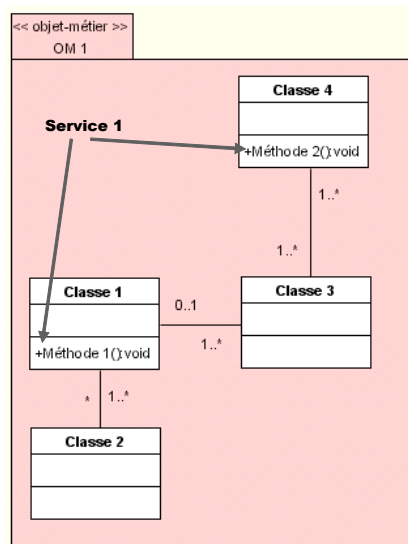 << objet-métier >>
OM 1
Classe 4
Service 1
+Méthode 2():void
1..*
1..*
Classe 1
0..1
Classe 3
+Méthode 1():void
1..*
* 1..*
Classe 2